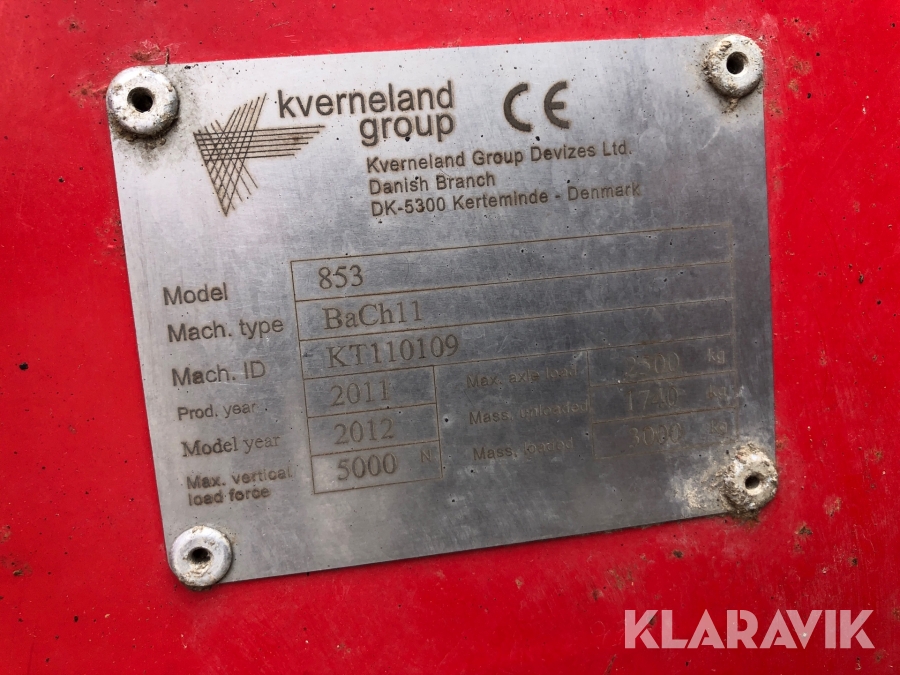 kverneland
group
CE
Kverneland Group Devizes Ltd.
Danish Branch
DK-5300 Kerteminde - Denmark
Model 853
Mach. type BaCh11
Mach. ID KT110109
Prod. year 2011 Max. axle load kg
Model year 2012 Mass. unloaded kg
Max. vertical
load force 5000 N Mass. loaded kg
KLARAVIK